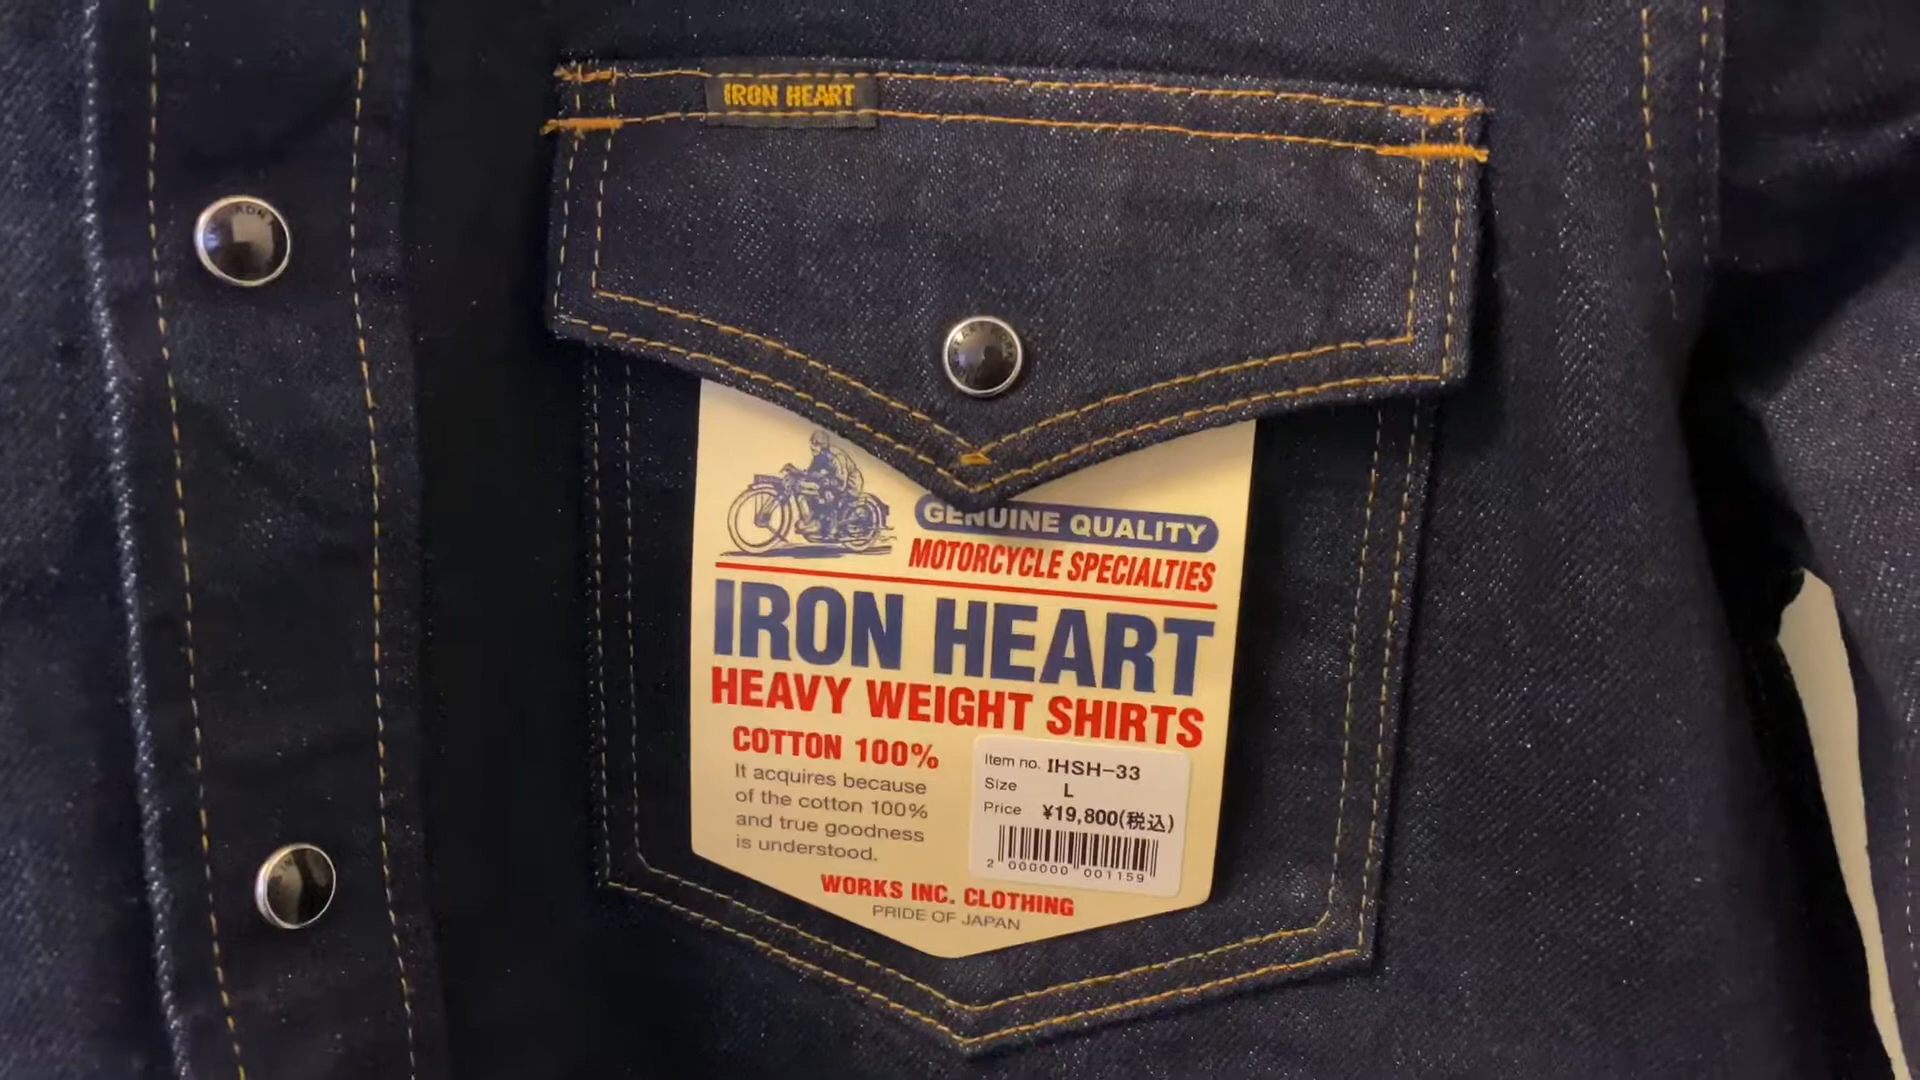 IRON HEART
IRON
GENUINE QUALITY
MOTORCYCLE SPECIALTIES
IRON HEART
HEAVY WEIGHT SHIRTS
COTTON 100%
It acquires because
of the cotton 100%
and true goodness
is understood.
Item no. IHSH-33
Size L
Price ¥19,800(税込)
2 000000 001159
WORKS INC. CLOTHING
PRIDE OF JAPAN